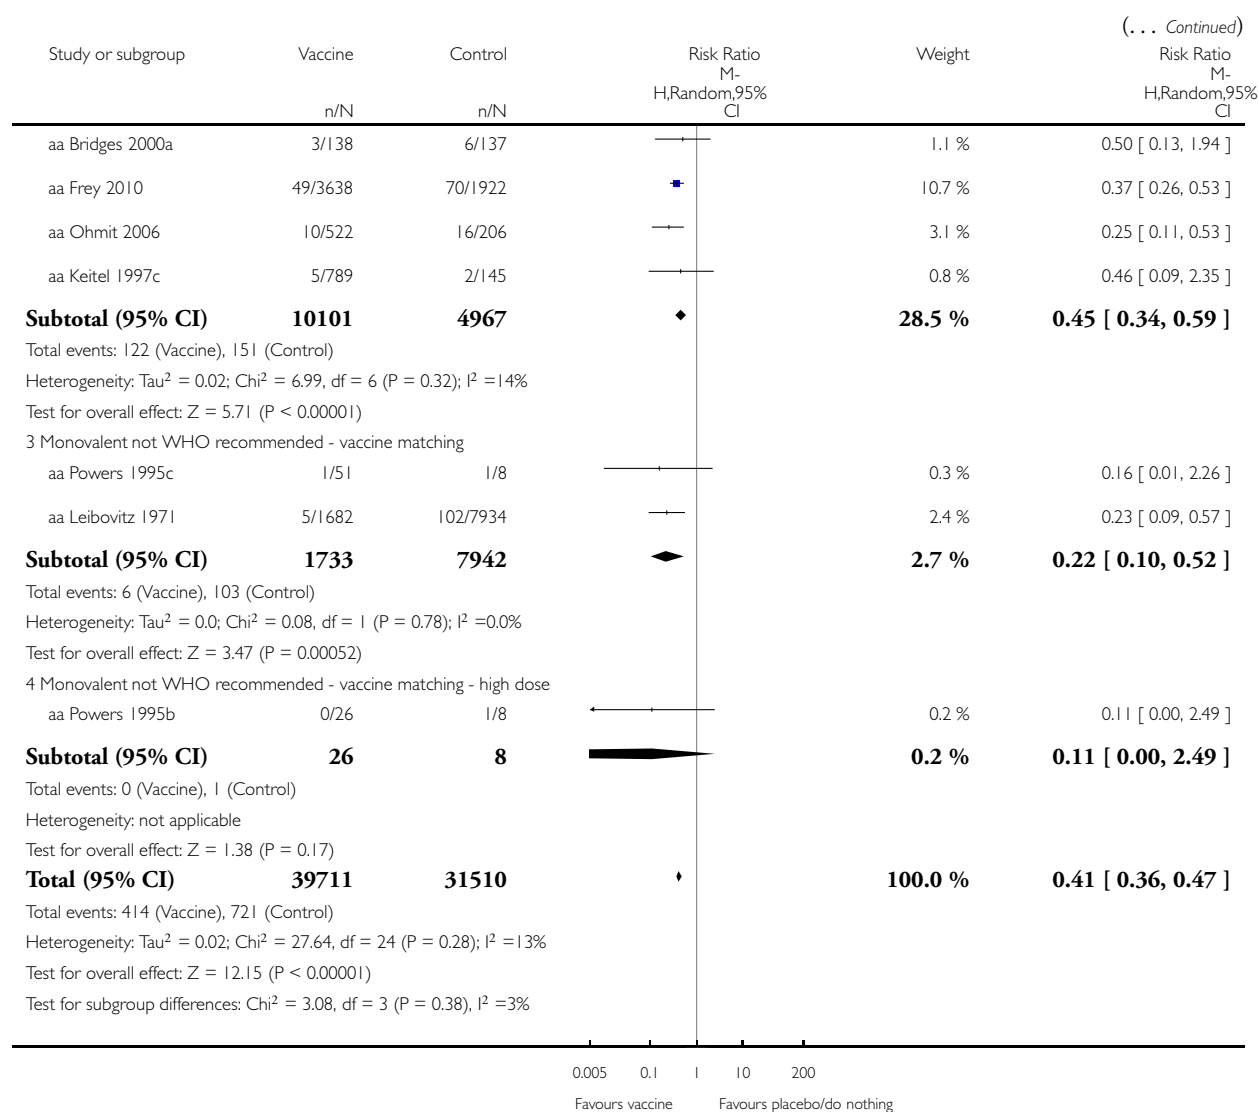 (... Continued)
Study or subgroup Vaccine Control Risk Ratio Weight Risk Ratio
M- M-
H,Random,95% H,Random,95%
n/N n/N CI CI
aa Bridges 2000a 3/138 6/137 1.1 % 0.50 [ 0.13, 1.94 ]
aa Frey 2010 49/3638 70/1922 10.7 % 0.37 [ 0.26, 0.53 ]
aa Ohmit 2006 10/522 16/206 3.1 % 0.25 [ 0.11, 0.53 ]
aa Keitel 1997c 5/789 2/145 0.8 % 0.46 [ 0.09, 2.35 ]
Subtotal (95% CI) 10101 4967 28.5 % 0.45 [ 0.34, 0.59 ]
Total events: 122 (Vaccine), 151 (Control)
Heterogeneity: Tau² = 0.02; Chi² = 6.99, df = 6 (P = 0.32); I² =14%
Test for overall effect: Z = 5.71 (P < 0.00001)
3 Monovalent not WHO recommended - vaccine matching
aa Powers 1995c 1/51 1/8 0.3 % 0.16 [ 0.01, 2.26 ]
aa Leibovitz 1971 5/1682 102/7934 2.4 % 0.23 [ 0.09, 0.57 ]
Subtotal (95% CI) 1733 7942 2.7 % 0.22 [ 0.10, 0.52 ]
Total events: 6 (Vaccine), 103 (Control)
Heterogeneity: Tau² = 0.0; Chi² = 0.08, df = 1 (P = 0.78); I² =0.0%
Test for overall effect: Z = 3.47 (P = 0.00052)
4 Monovalent not WHO recommended - vaccine matching - high dose
aa Powers 1995b 0/26 1/8 0.2 % 0.11 [ 0.00, 2.49 ]
Subtotal (95% CI) 26 8 0.2 % 0.11 [ 0.00, 2.49 ]
Total events: 0 (Vaccine), 1 (Control)
Heterogeneity: not applicable
Test for overall effect: Z = 1.38 (P = 0.17)
Total (95% CI) 39711 31510 100.0 % 0.41 [ 0.36, 0.47 ]
Total events: 414 (Vaccine), 721 (Control)
Heterogeneity: Tau² = 0.02; Chi² = 27.64, df = 24 (P = 0.28); I² =13%
Test for overall effect: Z = 12.15 (P < 0.00001)
Test for subgroup differences: Chi² = 3.08, df = 3 (P = 0.38), I² =3%
0.005 0.1 1 10 200
Favours vaccine Favours placebo/do nothing